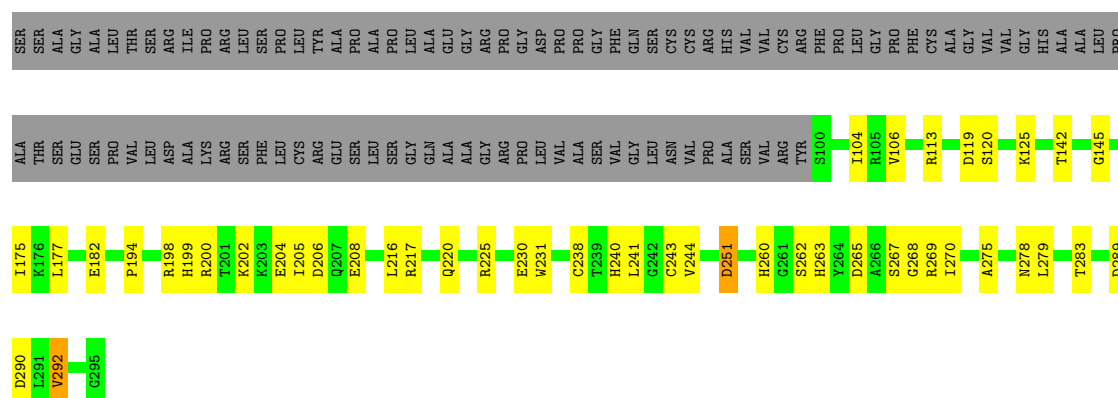 SER SER ALA GLY ALA LEU THR SER ARG ILE PRO ARG LEU SER PRO LEU TYR ALA PRO ALA PRO LEU ALA GLU GLY ARG PRO GLY ASP PRO PRO GLY PHE GLN SER CYS CYS ARG HIS VAL VAL CYS ARG PHE PRO LEU GLY PRO PHE CYS ALA GLY VAL VAL GLY HIS ALA ALA LEU PRO
ALA THR SER GLU SER PRO VAL LEU ASP ALA LYS ARG SER PHE LEU CYS ARG GLU SER LEU SER GLY GLN ALA ALA GLY ARG PRO LEU VAL ALA SER VAL GLY LEU ASN VAL PRO ALA SER VAL ARG TYR S100 I104 R105 V106 R113 D119 S120 K125 T142 G145
I175 K176 L177 E182 P194 R198 H199 R200 T201 K202 K203 E204 I205 D206 Q207 E208 L216 R217 Q220 R225 E230 W231 C238 T239 H240 L241 G242 C243 V244 D251 H260 G261 S262 H263 Y264 D265 A266 S267 G268 R269 I270 A275 N278 L279 T283 D289
D290 L291 V292 G295